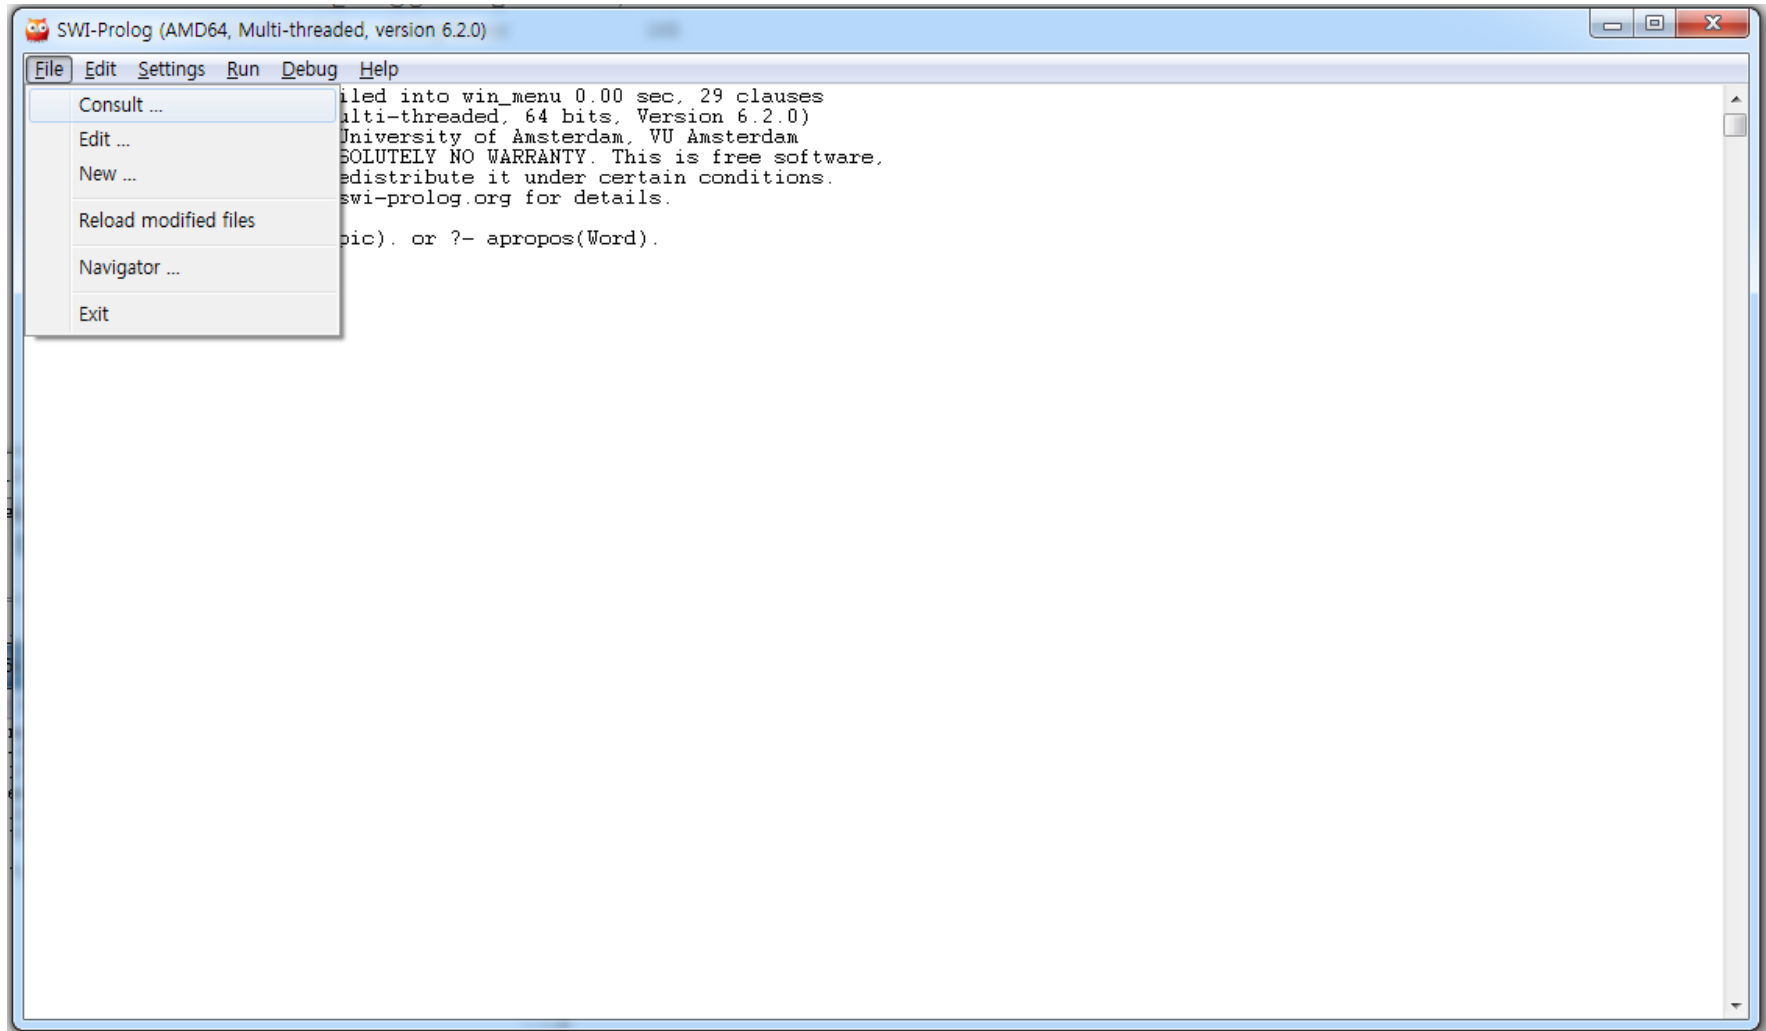 SWI-Prolog (AMD64, Multi-threaded, version 6.2.0)
File Edit Settings Run Debug Help
Consult ...
Edit ...
New ...
Reload modified files
Navigator ...
Exit
iled into win_menu 0.00 sec, 29 clauses
ulti-threaded, 64 bits, Version 6.2.0)
University of Amsterdam, VU Amsterdam
SOLUTELY NO WARRANTY. This is free software,
edistribute it under certain conditions.
swi-prolog.org for details.
pic). or ?- apropos(Word).